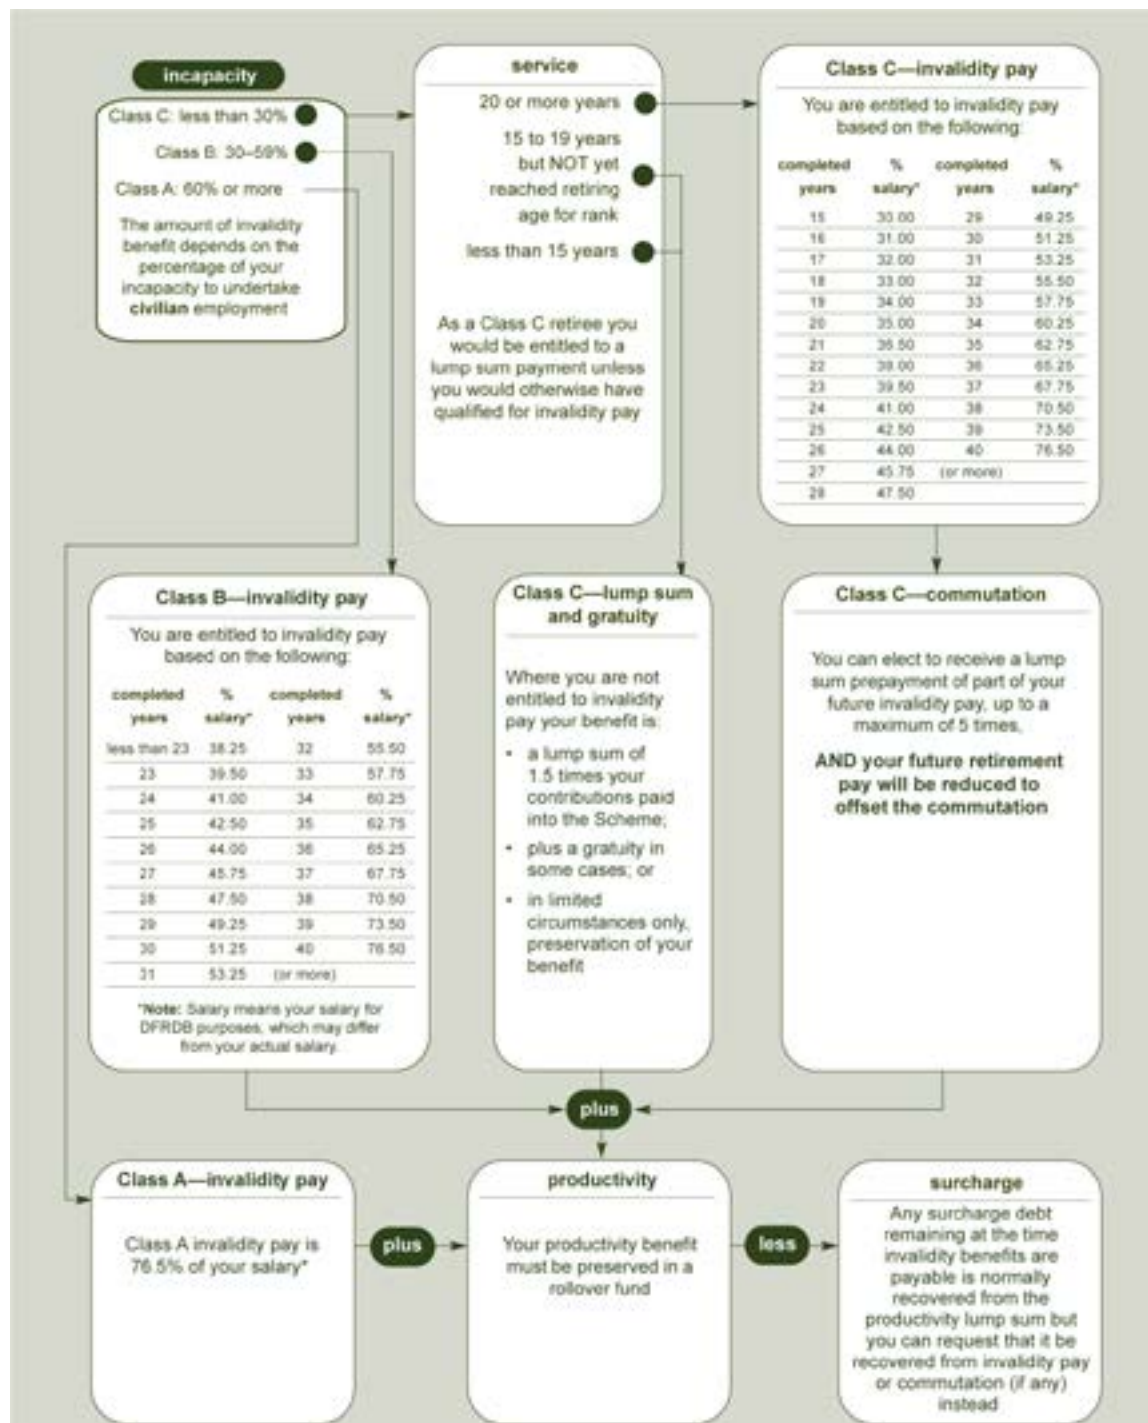 incapacity
Class C: less than 30%
Class B: 30–59%
Class A: 60% or more
The amount of invalidity
benefit depends on the
percentage of your
incapacity to undertake
civilian employment
service
20 or more years
15 to 19 years
but NOT yet
reached retiring
age for rank
less than 15 years
As a Class C retiree you
would be entitled to a
lump sum payment unless
you would otherwise have
qualified for invalidity pay
Class C—invalidity pay
You are entitled to invalidity pay
based on the following:
completed % completed %
years salary* years salary*
15 30.00 29 49.25
16 31.00 30 51.25
17 32.00 31 53.25
18 33.00 32 55.50
19 34.00 33 57.75
20 35.00 34 60.25
21 36.50 35 62.75
22 38.00 36 65.25
23 39.50 37 67.75
24 41.00 38 70.50
25 42.50 39 73.50
26 44.00 40 76.50
27 45.75 (or more)
28 47.50
Class B—invalidity pay
You are entitled to invalidity pay
based on the following:
completed % completed %
years salary* years salary*
less than 23 38.25 32 55.50
23 39.50 33 57.75
24 41.00 34 60.25
25 42.50 35 62.75
26 44.00 36 65.25
27 45.75 37 67.75
28 47.50 38 70.50
29 49.25 39 73.50
30 51.25 40 76.50
31 53.25 (or more)
*Note: Salary means your salary for
DFRDB purposes, which may differ
from your actual salary.
Class C—lump sum
and gratuity
Where you are not
entitled to invalidity
pay your benefit is:
• a lump sum of
1.5 times your
contributions paid
into the Scheme;
• plus a gratuity in
some cases; or
• in limited
circumstances only,
preservation of your
benefit
Class C—commutation
You can elect to receive a lump
sum prepayment of part of your
future invalidity pay, up to a
maximum of 5 times,
AND your future retirement
pay will be reduced to
offset the commutation
plus
Class A—invalidity pay
Class A invalidity pay is
76.5% of your salary*
plus
productivity
Your productivity benefit
must be preserved in a
rollover fund
less
surcharge
Any surcharge debt
remaining at the time
invalidity benefits are
payable is normally
recovered from the
productivity lump sum but
you can request that it be
recovered from invalidity pay
or commutation (if any)
instead